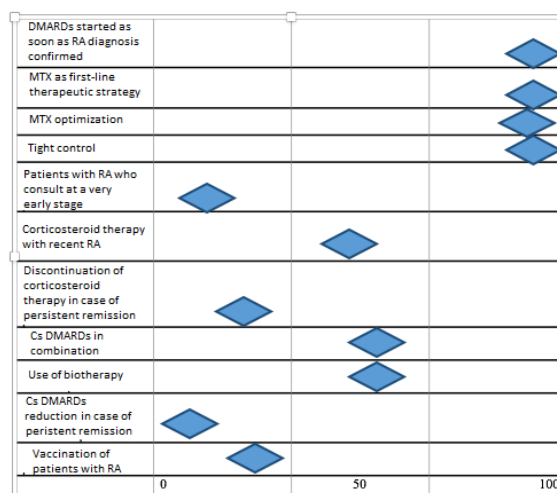 DMARDs started as
soon as RA diagnosis
confirmed
MTX as first-line
therapeutic strategy
MTX optimization
Tight control
Patients with RA who
consult at a very
early stage
Corticosteroid therapy
with recent RA
Discontinuation of
corticosteroid
therapy in case of
persistent remission
Cs DMARDs in
combination
Use of biotherapy
Cs DMARDs
reduction in case of
peristent remission
Vaccination of
patients with RA
0 50 100